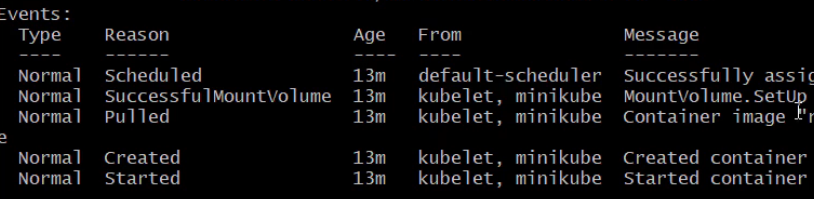 Events:
Type Reason Age From Message
---- ------ ---- ---- -------
Normal Scheduled 13m default-scheduler Successfully assig
Normal SuccessfulMountVolume 13m kubelet, minikube MountVolume.SetUp
Normal Pulled 13m kubelet, minikube Container image "r
e
Normal Created 13m kubelet, minikube Created container
Normal Started 13m kubelet, minikube Started container